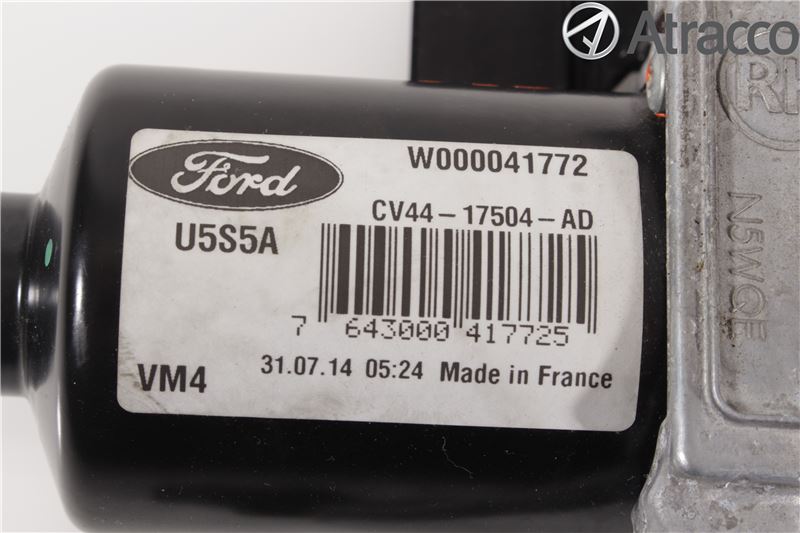 Atracco
Ford
W000041772
CV44-17504-AD
U5S5A
7 643000 417725
VM4
31.07.14 05:24 Made in France
N5WGF